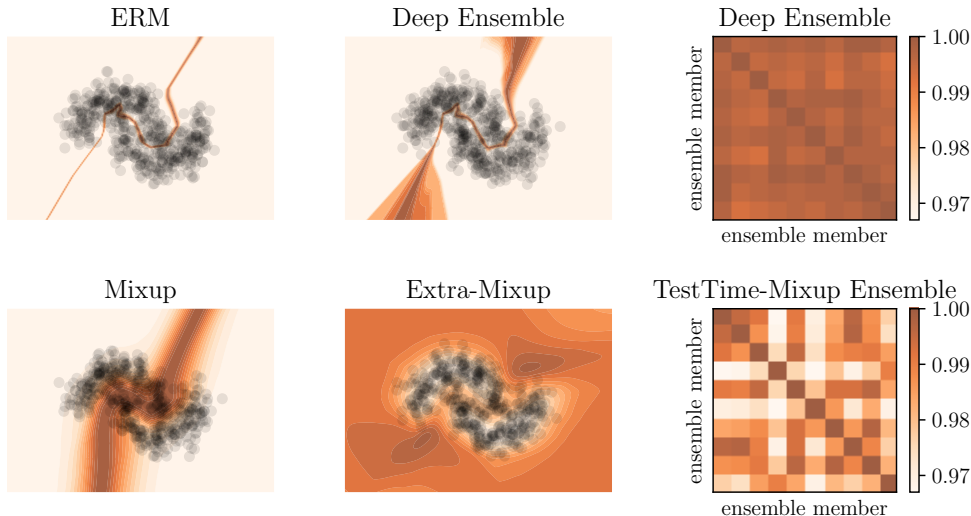 ERM
Deep Ensemble
Deep Ensemble
ensemble member
ensemble member
1.00
0.99
0.98
0.97
Mixup
Extra-Mixup
TestTime-Mixup Ensemble
ensemble member
ensemble member
1.00
0.99
0.98
0.97